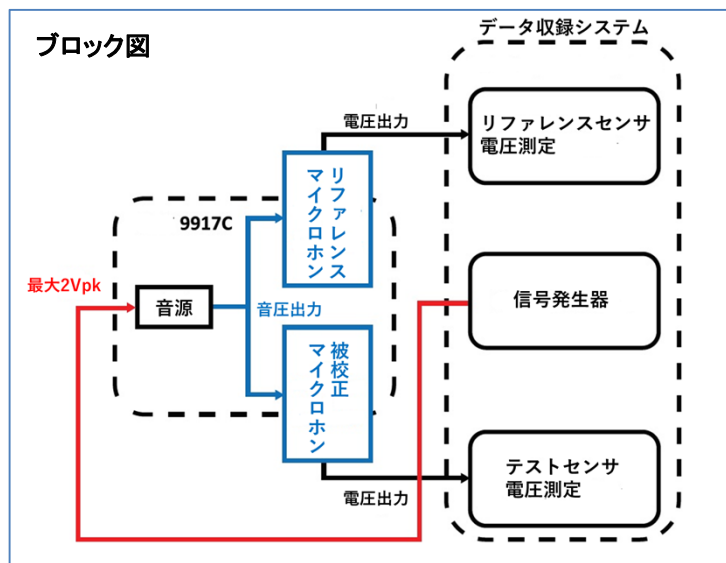 ブロック図
データ収録システム
電圧出力
リファレンスセンサ
電圧測定
リファレンス
マイクロホン
9917C
最大2Vpk
音源
音圧出力
信号発生器
被校正
マイクロホン
テストセンサ
電圧測定
電圧出力